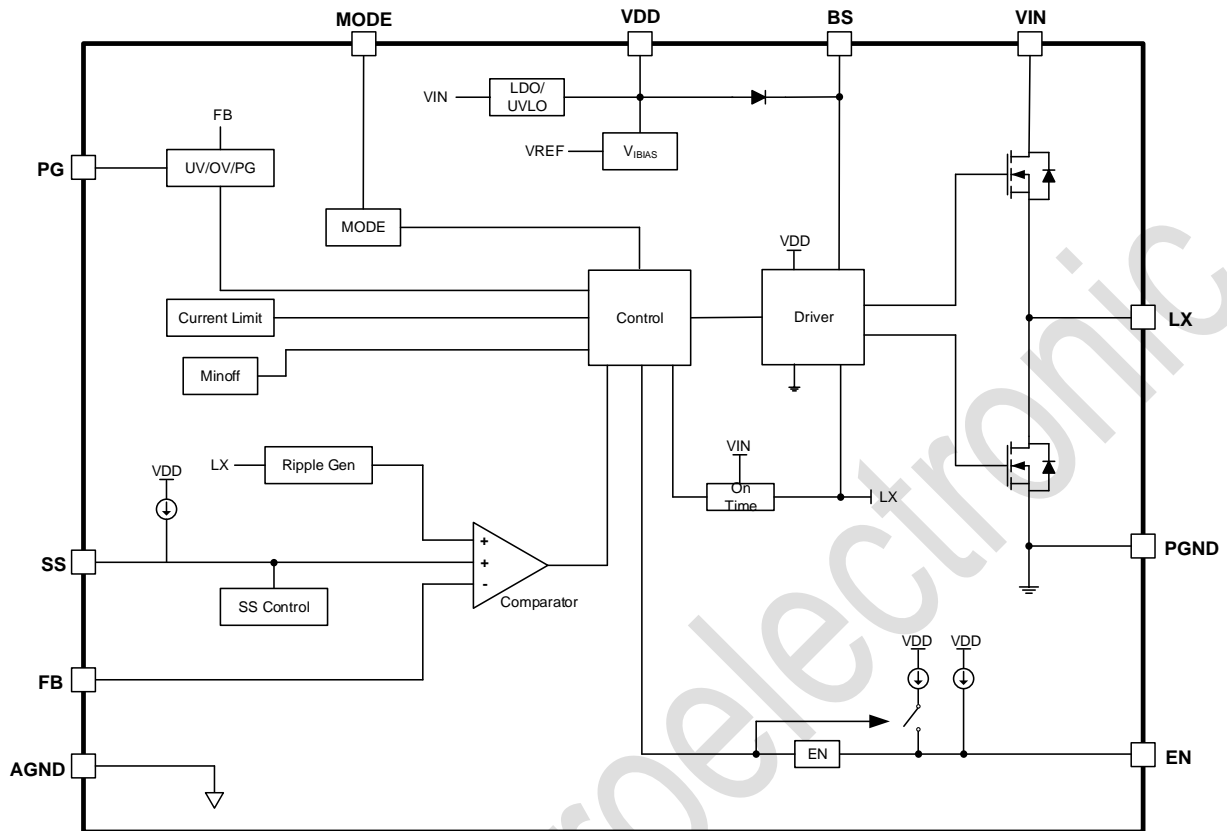 MODE
VDD
BS
VIN
VIN
LDO/
UVLO
FB
VREF
VIBIAS
PG
UV/OV/PG
MODE
VDD
Current Limit
Control
Driver
LX
Minoff
VIN
LX
Ripple Gen
VDD
On
Time
LX
+
+
-
SS
PGND
SS Control
Comparator
FB
VDD
VDD
EN
EN
AGND
roelectronic